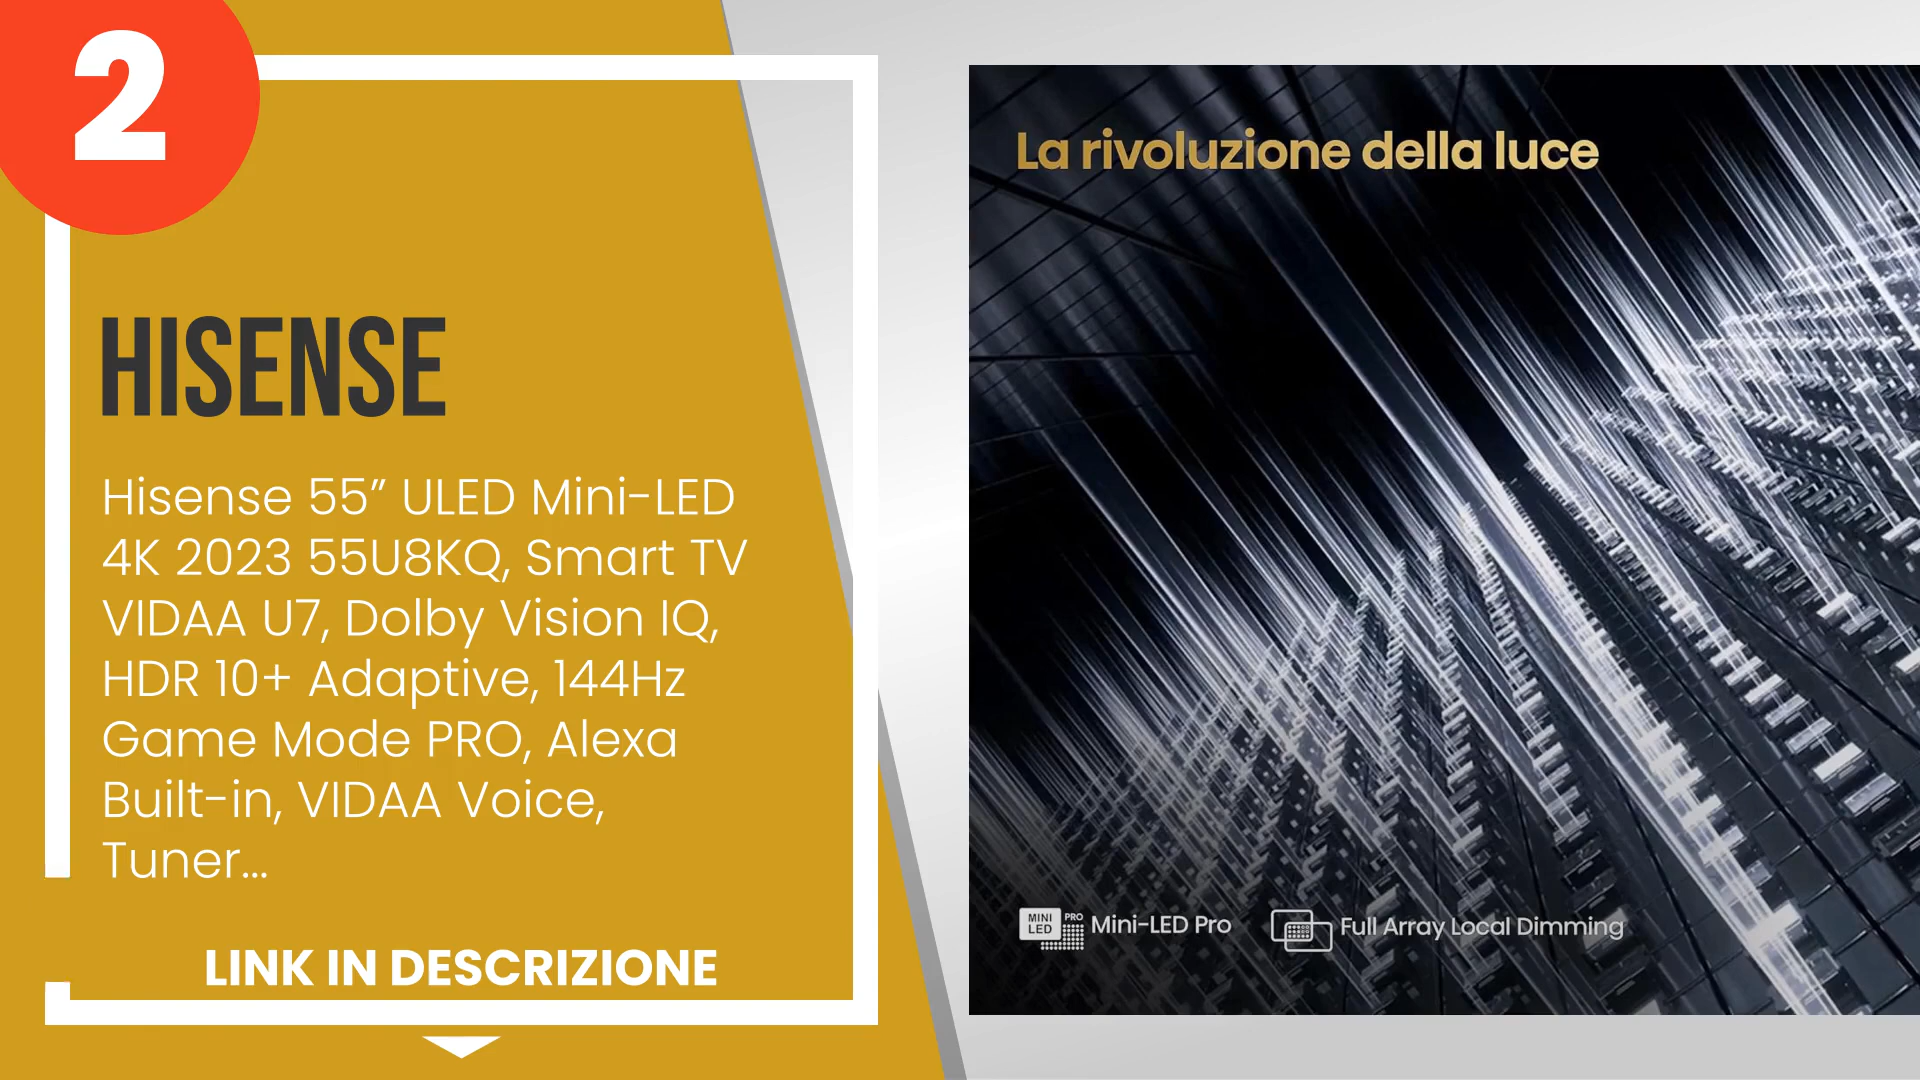 2
HISENSE
Hisense 55” ULED Mini-LED
4K 2023 55U8KQ, Smart TV
VIDAA U7, Dolby Vision IQ,
HDR 10+ Adaptive, 144Hz
Game Mode PRO, Alexa
Built-in, VIDAA Voice,
Tuner...
LINK IN DESCRIZIONE
La rivoluzione della luce
MINI
LED
PRO
Mini-LED Pro
Full Array Local Dimming